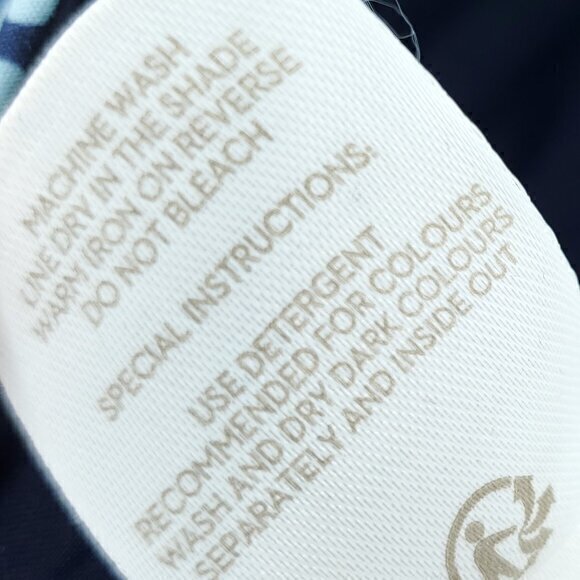 MACHINE WASH
LINE DRY IN THE SHADE
WARM IRON ON REVERSE
DO NOT BLEACH
SPECIAL INSTRUCTIONS.
USE DETERGENT
RECOMMENDED FOR COLOURS
WASH AND DRY DARK COLOURS
SEPARATELY AND INSIDE OUT